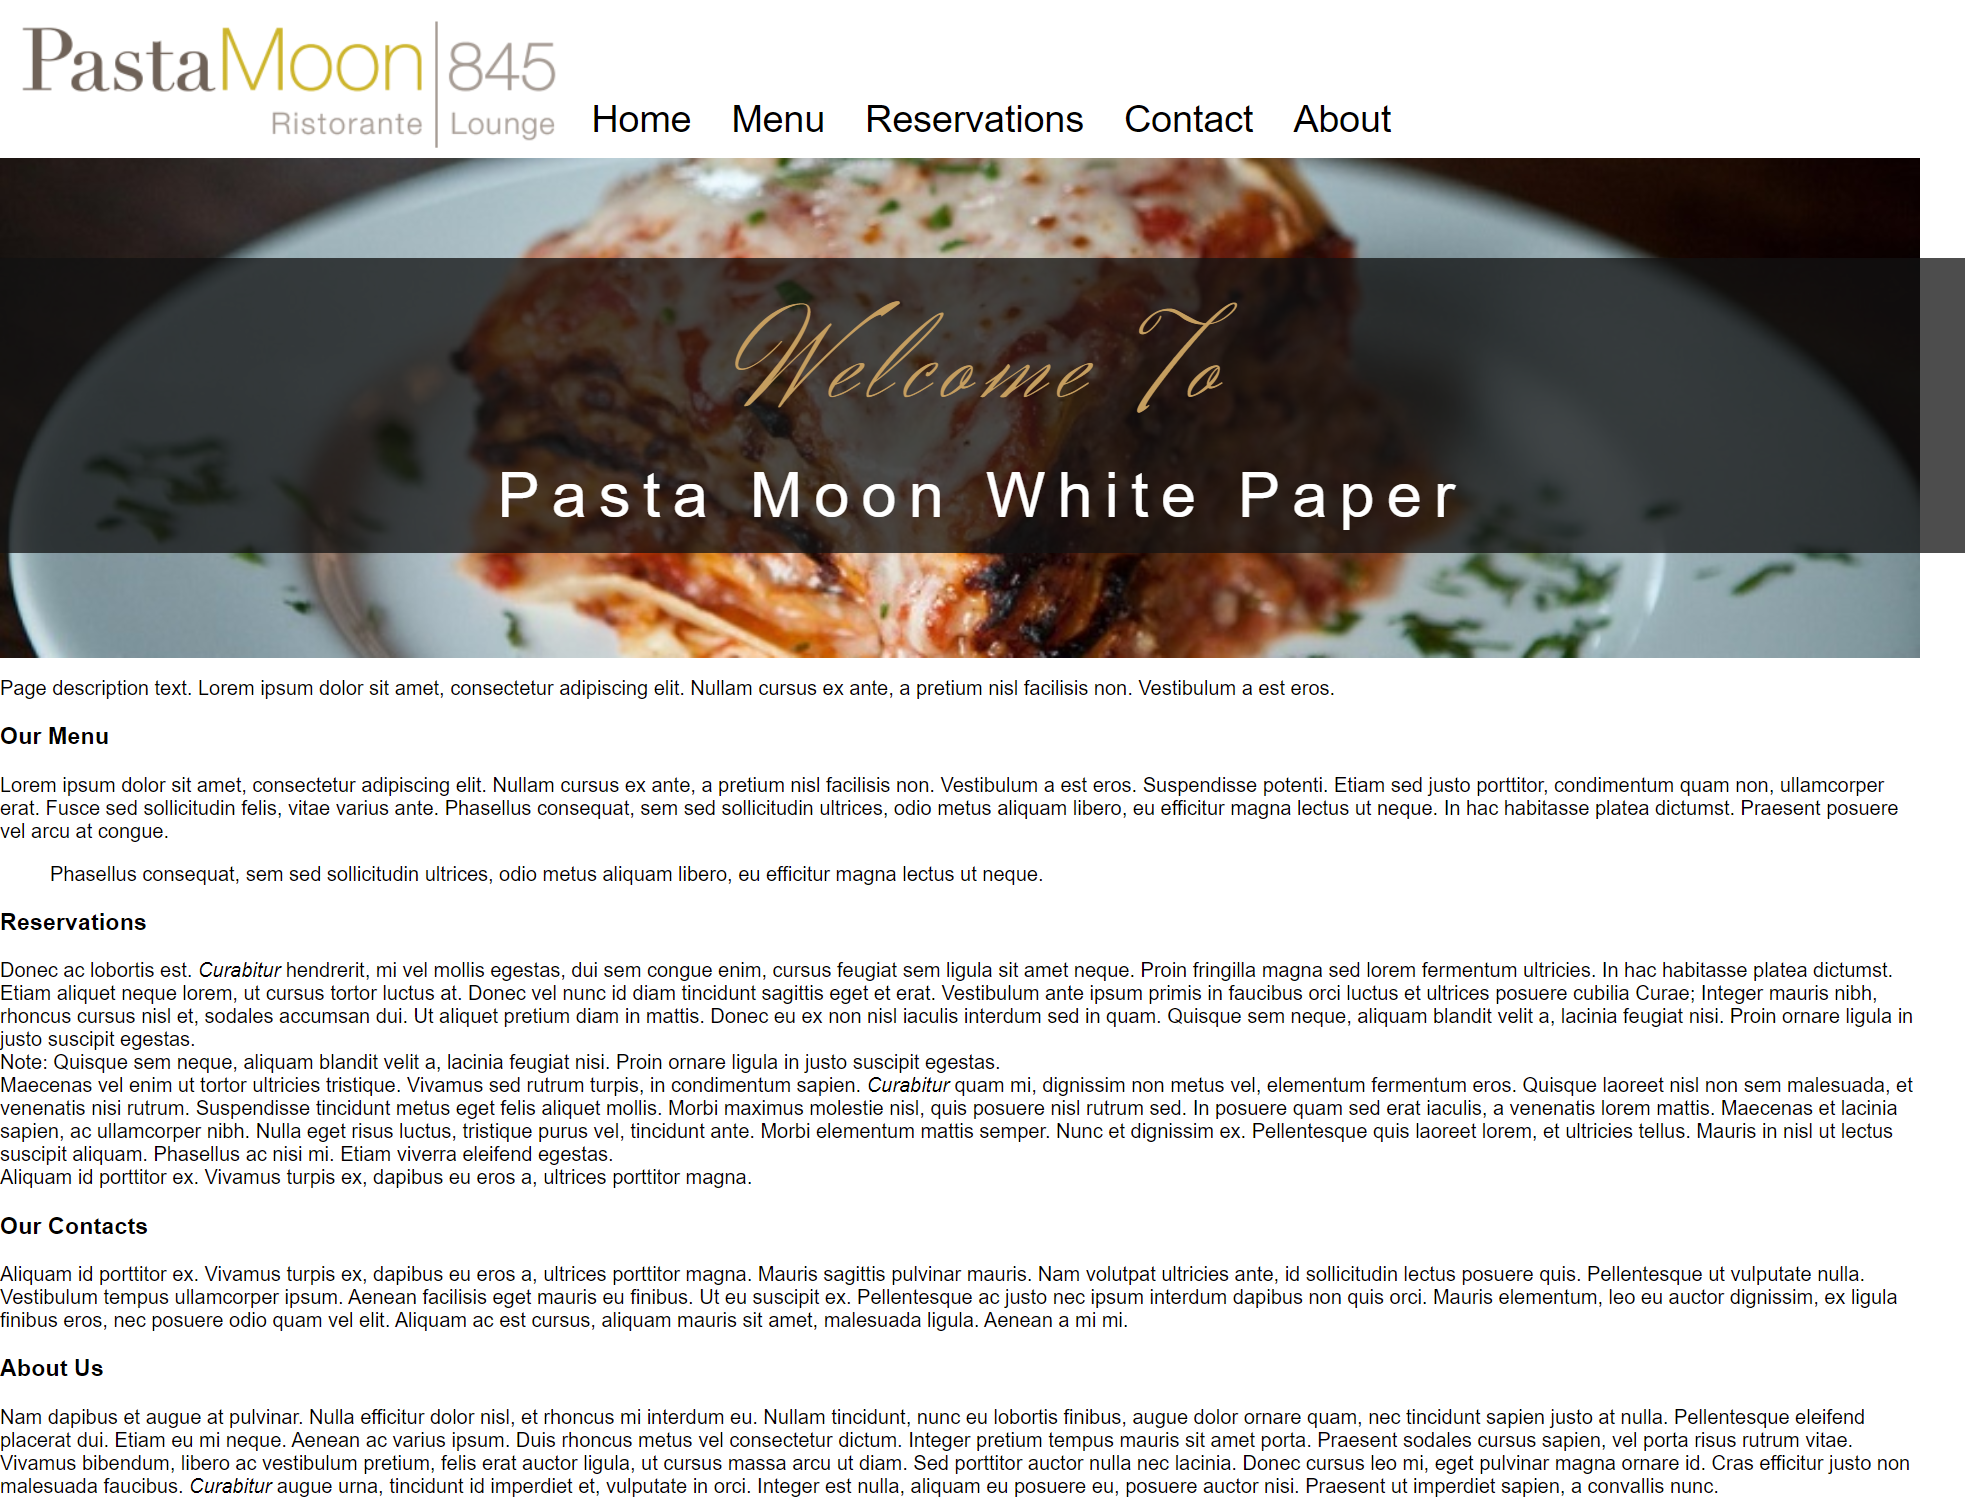 PastaMoon 845
Ristorante Lounge
Home Menu Reservations Contact About
Welcome To
Pasta Moon White Paper
Page description text. Lorem ipsum dolor sit amet, consectetur adipiscing elit. Nullam cursus ex ante, a pretium nisl facilisis non. Vestibulum a est eros.
Our Menu
Lorem ipsum dolor sit amet, consectetur adipiscing elit. Nullam cursus ex ante, a pretium nisl facilisis non. Vestibulum a est eros. Suspendisse potenti. Etiam sed justo porttitor, condimentum quam non, ullamcorper
erat. Fusce sed sollicitudin felis, vitae varius ante. Phasellus consequat, sem sed sollicitudin ultrices, odio metus aliquam libero, eu efficitur magna lectus ut neque. In hac habitasse platea dictumst. Praesent posuere
vel arcu at congue.
Phasellus consequat, sem sed sollicitudin ultrices, odio metus aliquam libero, eu efficitur magna lectus ut neque.
Reservations
Donec ac lobortis est. Curabitur hendrerit, mi vel mollis egestas, dui sem congue enim, cursus feugiat sem ligula sit amet neque. Proin fringilla magna sed lorem fermentum ultricies. In hac habitasse platea dictumst.
Etiam aliquet neque lorem, ut cursus tortor luctus at. Donec vel nunc id diam tincidunt sagittis eget et erat. Vestibulum ante ipsum primis in faucibus orci luctus et ultrices posuere cubilia Curae; Integer mauris nibh,
rhoncus cursus nisl et, sodales accumsan dui. Ut aliquet pretium diam in mattis. Donec eu ex non nisl iaculis interdum sed in quam. Quisque sem neque, aliquam blandit velit a, lacinia feugiat nisi. Proin ornare ligula in
justo suscipit egestas.
Note: Quisque sem neque, aliquam blandit velit a, lacinia feugiat nisi. Proin ornare ligula in justo suscipit egestas.
Maecenas vel enim ut tortor ultricies tristique. Vivamus sed rutrum turpis, in condimentum sapien. Curabitur quam mi, dignissim non metus vel, elementum fermentum eros. Quisque laoreet nisl non sem malesuada, et
venenatis nisi rutrum. Suspendisse tincidunt metus eget felis aliquet mollis. Morbi maximus molestie nisl, quis posuere nisl rutrum sed. In posuere quam sed erat iaculis, a venenatis lorem mattis. Maecenas et lacinia
sapien, ac ullamcorper nibh. Nulla eget risus luctus, tristique purus vel, tincidunt ante. Morbi elementum mattis semper. Nunc et dignissim ex. Pellentesque quis laoreet lorem, et ultricies tellus. Mauris in nisl ut lectus
suscipit aliquam. Phasellus ac nisi mi. Etiam viverra eleifend egestas.
Aliquam id porttitor ex. Vivamus turpis ex, dapibus eu eros a, ultrices porttitor magna.
Our Contacts
Aliquam id porttitor ex. Vivamus turpis ex, dapibus eu eros a, ultrices porttitor magna. Mauris sagittis pulvinar mauris. Nam volutpat ultricies ante, id sollicitudin lectus posuere quis. Pellentesque ut vulputate nulla.
Vestibulum tempus ullamcorper ipsum. Aenean facilisis eget mauris eu finibus. Ut eu suscipit ex. Pellentesque ac justo nec ipsum interdum dapibus non quis orci. Mauris elementum, leo eu auctor dignissim, ex ligula
finibus eros, nec posuere odio quam vel elit. Aliquam ac est cursus, aliquam mauris sit amet, malesuada ligula. Aenean a mi mi.
About Us
Nam dapibus et augue at pulvinar. Nulla efficitur dolor nisl, et rhoncus mi interdum eu. Nullam tincidunt, nunc eu lobortis finibus, augue dolor ornare quam, nec tincidunt sapien justo at nulla. Pellentesque eleifend
placerat dui. Etiam eu mi neque. Aenean ac varius ipsum. Duis rhoncus metus vel consectetur dictum. Integer pretium tempus mauris sit amet porta. Praesent sodales cursus sapien, vel porta risus rutrum vitae.
Vivamus bibendum, libero ac vestibulum pretium, felis erat auctor ligula, ut cursus massa arcu ut diam. Sed porttitor auctor nulla nec lacinia. Donec cursus leo mi, eget pulvinar magna ornare id. Cras efficitur justo non
malesuada faucibus. Curabitur augue urna, tincidunt id imperdiet et, vulputate in orci. Integer est nulla, aliquam eu posuere eu, posuere auctor nisi. Praesent ut imperdiet sapien, a convallis nunc.